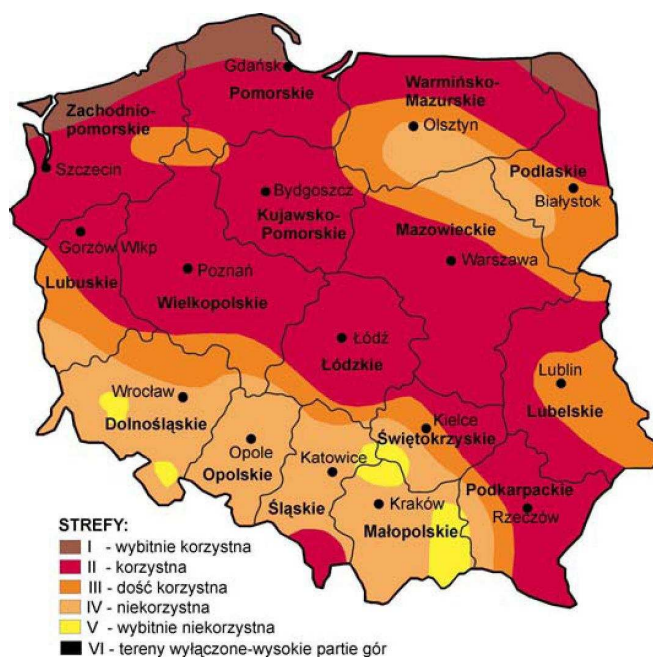 Gdańsk
Pomorskie
Warmińsko-
Mazurskie
Zachodnio-
pomorskie
Olsztyn
Szczecin
Podlaskie
Białystok
Bydgoszcz
Kujawsko-
Pomorskie
Mazowieckie
Gorzów Wlkp
Lubuskie
Poznań
Warszawa
Wielkopolskie
Łódź
Łódzkie
Lublin
Lubelskie
Wrocław
Dolnośląskie
Kielce
Świętokrzyskie
Opole
Opolskie
Katowice
Śląskie
Kraków
Małopolskie
Podkarpackie
Rzeczów
STREFY:
I - wybitnie korzystna
II - korzystna
III - dość korzystna
IV - niekorzystna
V - wybitnie niekorzystna
VI - tereny wyłączone-wysokie partie gór